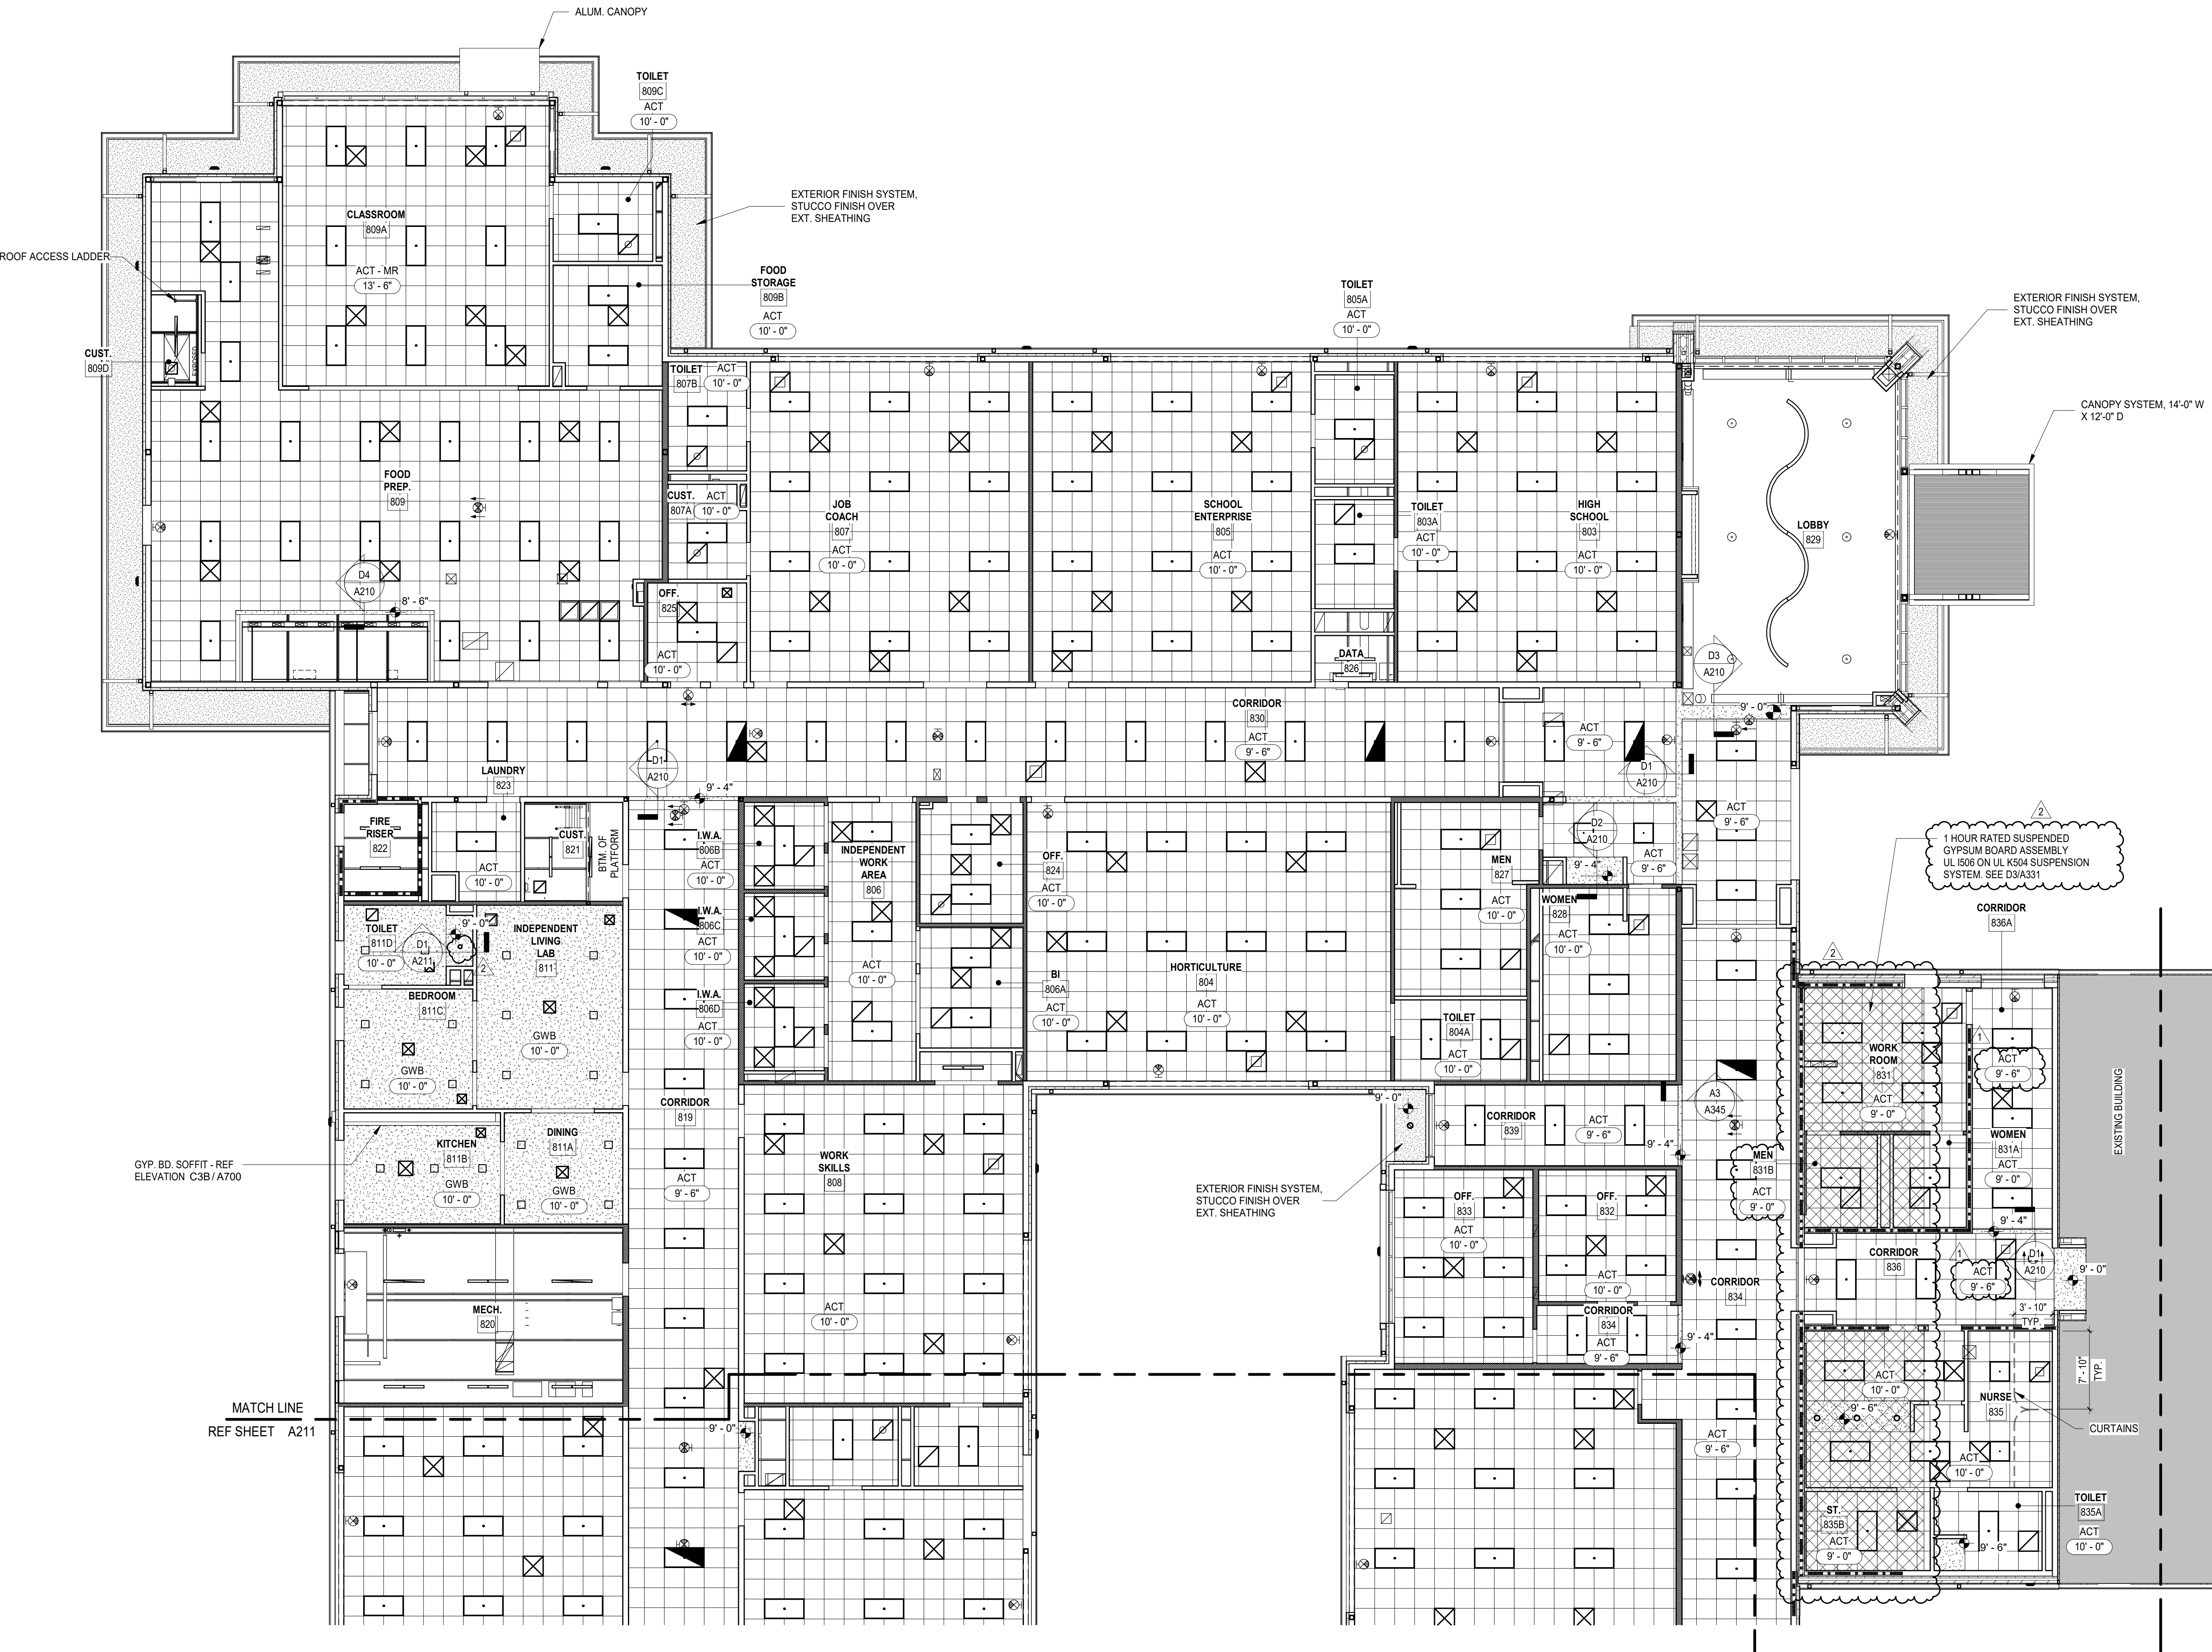 ALUM. CANOPY
TOILET
809C
ACT
10' - 0"
EXTERIOR FINISH SYSTEM,
STUCCO FINISH OVER
EXT. SHEATHING
CLASSROOM
809A
ACT - MR
13' - 6"
ROOF ACCESS LADDER
FOOD
STORAGE
809B
ACT
10' - 0"
TOILET
805A
ACT
10' - 0"
EXTERIOR FINISH SYSTEM,
STUCCO FINISH OVER
EXT. SHEATHING
CUST.
809D
EXPOSED
TOILET
807B
ACT
10' - 0"
CANOPY SYSTEM, 14'-0" W
X 12'-0" D
FOOD
PREP.
809
CUST.
807A
ACT
10' - 0"
JOB
COACH
807
ACT
10' - 0"
SCHOOL
ENTERPRISE
805
ACT
10' - 0"
TOILET
803A
ACT
10' - 0"
HIGH
SCHOOL
803
ACT
10' - 0"
LOBBY
829
D4
A210
8' - 6"
OFF.
825
ACT
10' - 0"
DATA
826
D3
A210
CORRIDOR
830
ACT
9' - 6"
ACT
9' - 6"
9' - 0"
D1
A210
D1
A210
LAUNDRY
823
ACT
10' - 0"
9' - 4"
FIRE
RISER
822
CUST.
821
BTM. OF
PLATFORM
I.W.A.
806B
ACT
10' - 0"
INDEPENDENT
WORK
AREA
806
ACT
10' - 0"
OFF.
824
ACT
10' - 0"
MEN
827
ACT
10' - 0"
D2
A210
9' - 4"
ACT
9' - 6"
ACT
9' - 6"
2
1 HOUR RATED SUSPENDED
GYPSUM BOARD ASSEMBLY
UL I506 ON UL K504 SUSPENSION
SYSTEM. SEE D3/A331
CORRIDOR
836A
ACT
9' - 6"
TOILET
811D
10' - 0"
D1
A211
9' - 0"
2
INDEPENDENT
LIVING
LAB
811
GWB
10' - 0"
I.W.A.
806C
ACT
10' - 0"
WOMEN
828
ACT
10' - 0"
BEDROOM
811C
GWB
10' - 0"
I.W.A.
806D
ACT
10' - 0"
BI
806A
ACT
10' - 0"
HORTICULTURE
804
ACT
10' - 0"
TOILET
804A
ACT
10' - 0"
2
1
WORK
ROOM
831
ACT
9' - 0"
EXISTING BUILDING
CORRIDOR
819
ACT
9' - 6"
9' - 0"
CORRIDOR
839
ACT
9' - 6"
9' - 4"
A3
A345
WOMEN
831A
ACT
9' - 0"
MEN
831B
ACT
9' - 0"
GYP. BD. SOFFIT - REF
ELEVATION C3B / A700
KITCHEN
811B
GWB
10' - 0"
DINING
811A
GWB
10' - 0"
WORK
SKILLS
808
ACT
10' - 0"
EXTERIOR FINISH SYSTEM,
STUCCO FINISH OVER
EXT. SHEATHING
OFF.
833
ACT
10' - 0"
OFF.
832
ACT
10' - 0"
9' - 4"
CORRIDOR
836
1
ACT
9' - 6"
D1
A210
9' - 0"
3' - 10"
TYP.
MECH.
820
CORRIDOR
834
CORRIDOR
834
ACT
9' - 6"
9' - 4"
7' - 10"
TYP.
ACT
10' - 0"
9' - 6"
NURSE
835
CURTAINS
MATCH LINE
REF SHEET A211
9' - 0"
ACT
9' - 6"
ACT
10' - 0"
ST.
835B
ACT
9' - 0"
9' - 6"
TOILET
835A
ACT
10' - 0"